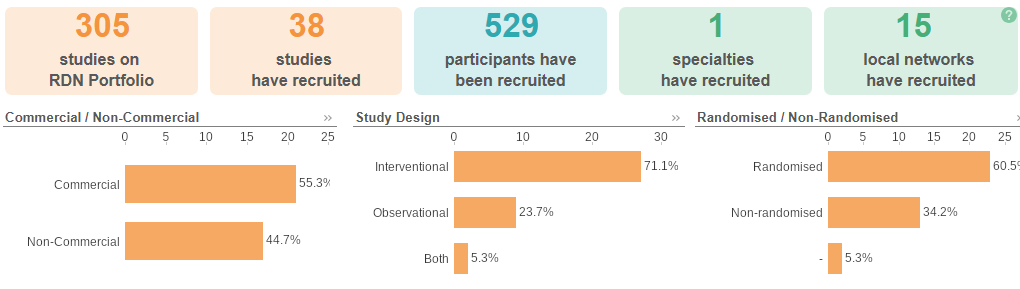 305
studies on
RDN Portfolio
38
studies
have recruited
529
participants have
been recruited
1
specialties
have recruited
?
15
local networks
have recruited
Commercial / Non-Commercial »
0 5 10 15 20 25
Commercial 55.3%
Non-Commercial 44.7%
Study Design »
0 10 20 30
Interventional 71.1%
Observational 23.7%
Both 5.3%
Randomised / Non-Randomised »
0 5 10 15 20 25
Randomised 60.5%
Non-randomised 34.2%
- 5.3%